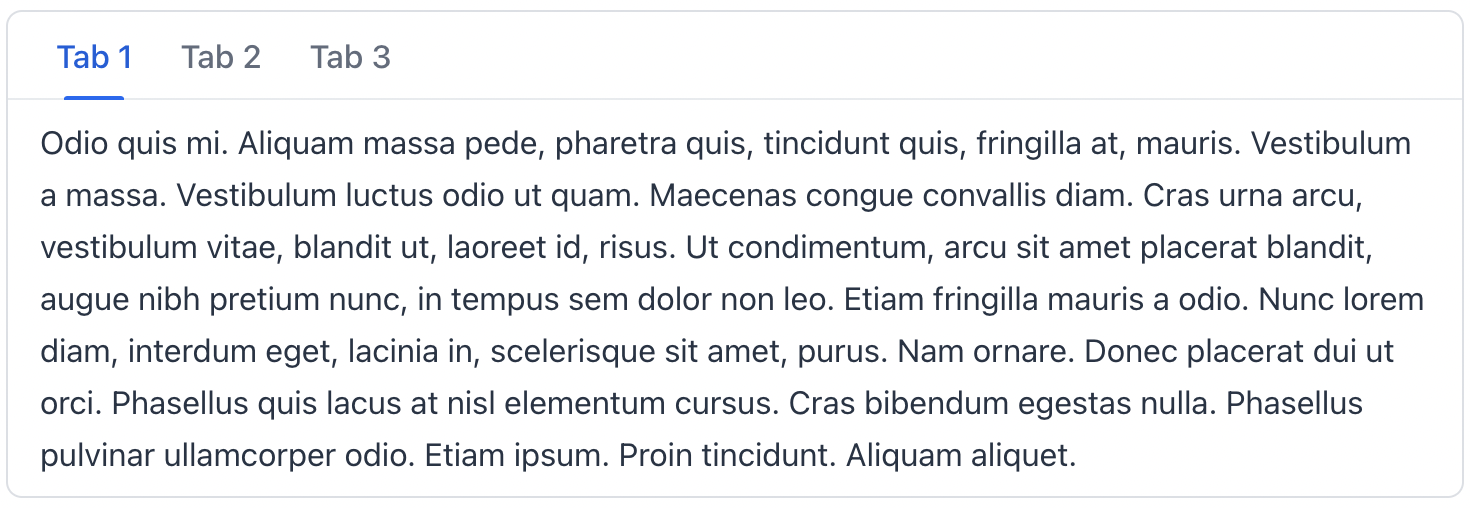 Tab 1 Tab 2 Tab 3
Odio quis mi. Aliquam massa pede, pharetra quis, tincidunt quis, fringilla at, mauris. Vestibulum
a massa. Vestibulum luctus odio ut quam. Maecenas congue convallis diam. Cras urna arcu,
vestibulum vitae, blandit ut, laoreet id, risus. Ut condimentum, arcu sit amet placerat blandit,
augue nibh pretium nunc, in tempus sem dolor non leo. Etiam fringilla mauris a odio. Nunc lorem
diam, interdum eget, lacinia in, scelerisque sit amet, purus. Nam ornare. Donec placerat dui ut
orci. Phasellus quis lacus at nisl elementum cursus. Cras bibendum egestas nulla. Phasellus
pulvinar ullamcorper odio. Etiam ipsum. Proin tincidunt. Aliquam aliquet.